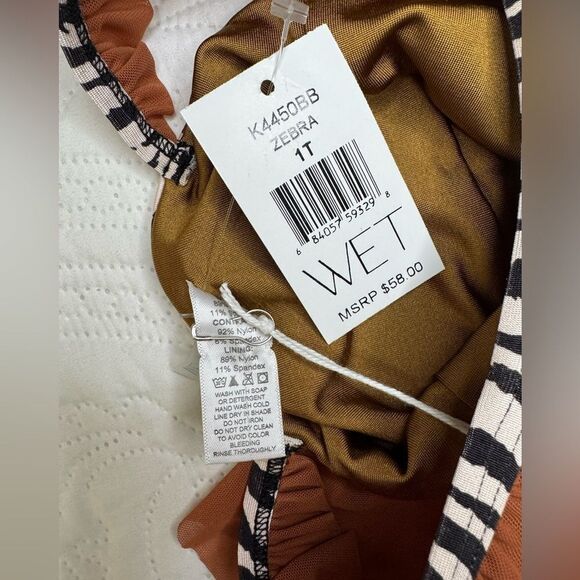 K4450BB
ZEBRA
1T
6 84057 59329 8
WET
MSRP $58.00
11%
CONT
92% Nylon
8% Spandex
LINING:
89% Nylon
11% Spandex
WASH WITH SOAP
OR DETERGENT
HAND WASH COLD
LINE DRY IN SHADE
DO NOT IRON
DO NOT DRY CLEAN
TO AVOID COLOR
BLEEDING
RINSE THOROUGHLY